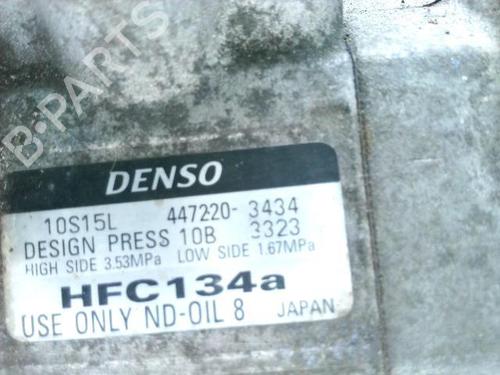 B-PARTS
DENSO
10S15L 447220-3434
DESIGN PRESS 10B 3323
HIGH SIDE 3.53MPa LOW SIDE 1.67MPa
HFC134a
USE ONLY ND-OIL 8 JAPAN